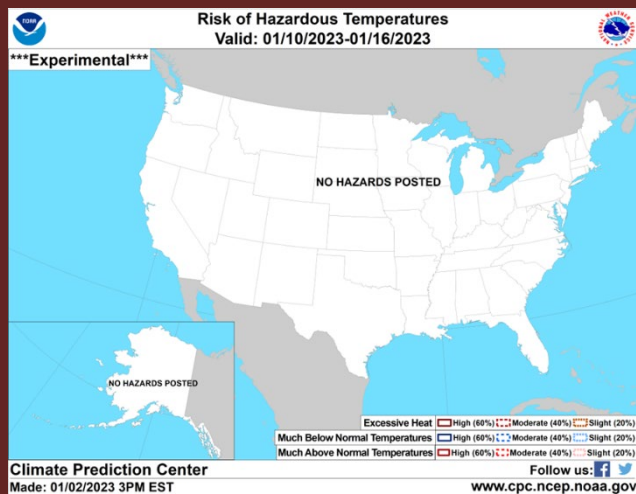 Risk of Hazardous Temperatures
Valid: 01/10/2023-01/16/2023
***Experimental***
NO HAZARDS POSTED
NO HAZARDS POSTED
Excessive Heat High (60%) Moderate (40%) Slight (20%)
Much Below Normal Temperatures High (60%) Moderate (40%) Slight (20%)
Much Above Normal Temperatures High (60%) Moderate (40%) Slight (20%)
Climate Prediction Center
Follow us:
Made: 01/02/2023 3PM EST
www.cpc.ncep.noaa.gov